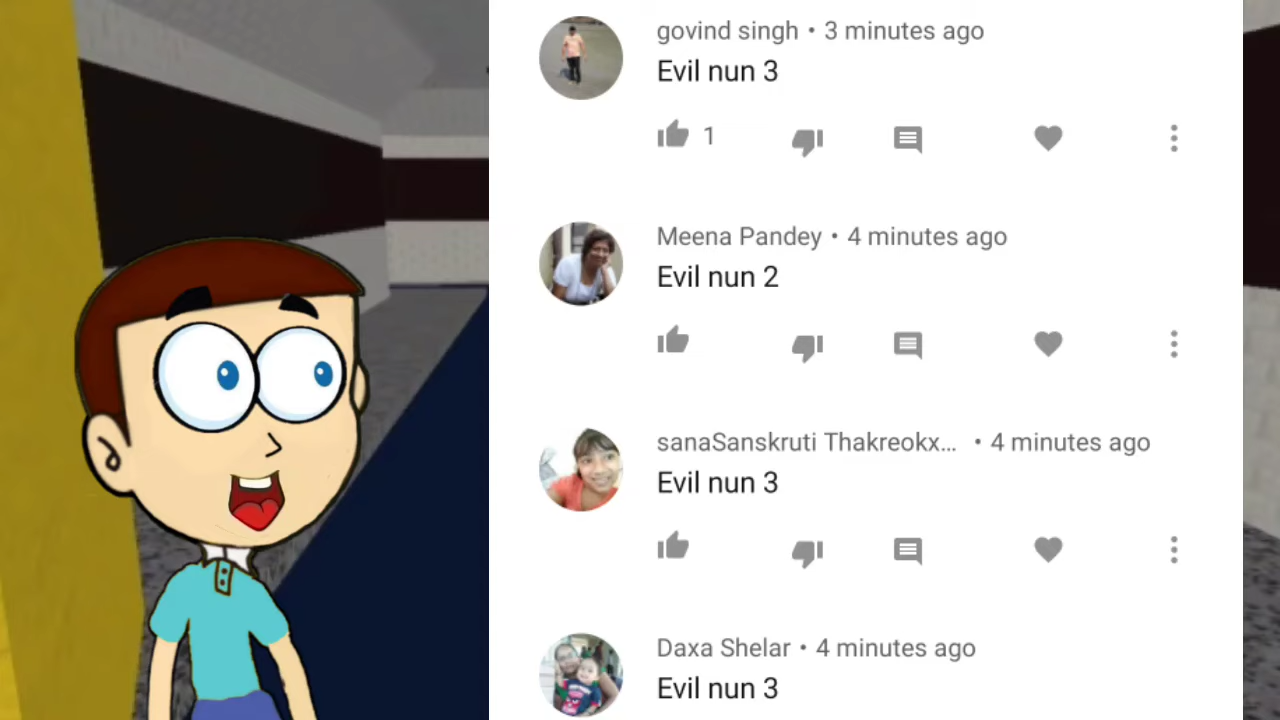 govind singh • 3 minutes ago
Evil nun 3
1
Meena Pandey • 4 minutes ago
Evil nun 2
sanaSanskruti Thakreokx... • 4 minutes ago
Evil nun 3
Daxa Shelar • 4 minutes ago
Evil nun 3